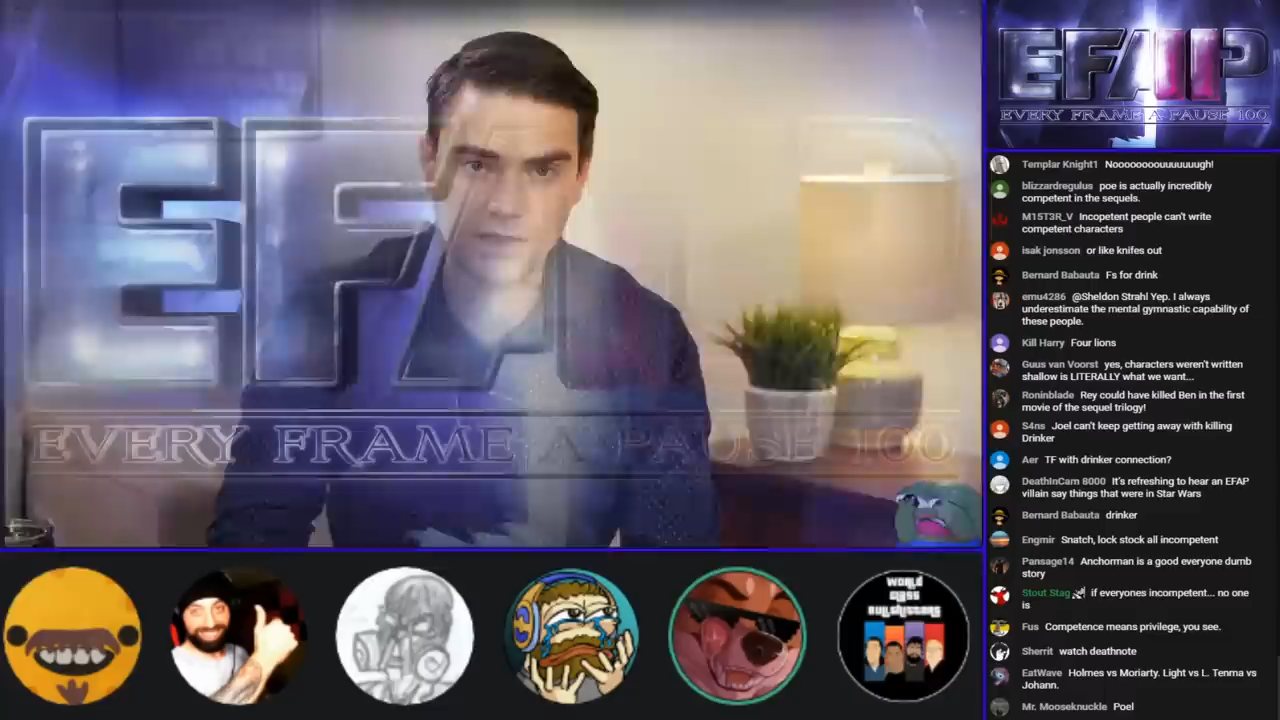 EFAP
EVERY FRAME A PAUSE 100
EFAP
EVERY FRAME A PAUSE 100
Templar Knight1 Nooooooouuuuuuugh!
blizzardregulus poe is actually incredibly
competent in the sequels.
M15T3R_V Incopetent people can't write
competent characters
isak jonsson or like knifes out
Bernard Babauta Fs for drink
emu4286 @Sheldon Strahl Yep. I always
underestimate the mental gymnastic capability of
these people.
Kill Harry Four lions
Guus van Voorst yes, characters weren't written
shallow is LITERALLY what we want...
Roninblade Rey could have killed Ben in the first
movie of the sequel trilogy!
S4ns Joel can't keep getting away with killing
Drinker
Aer TF with drinker connection?
DeathInCam 8000 It's refreshing to hear an EFAP
villain say things that were in Star Wars
Bernard Babauta drinker
Engmir Snatch, lock stock all incompetent
Pansage14 Anchorman is a good everyone dumb
story
Stout Stag if everyones incompetent... no one
is
Fus Competence means privilege, you see.
Sherrit watch deathnote
EatWave Holmes vs Moriarty. Light vs L. Tenma vs
Johann.
Mr. Mooseknuckle Poel
WORLD
CLASS
BULLSHITTERS